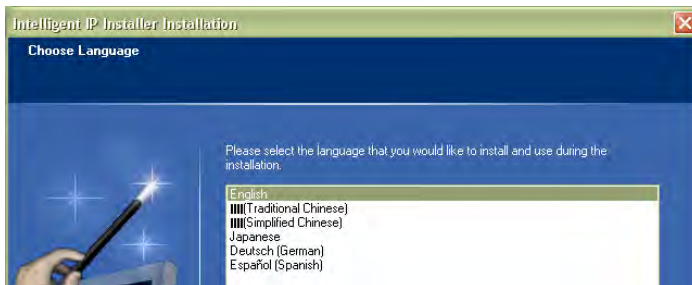 Intelligent IP Installer Installation
Choose Language
Please select the language that you would like to install and use during the
installation.
English
(Traditional Chinese)
(Simplified Chinese)
Japanese
Deutsch (German)
Español (Spanish)